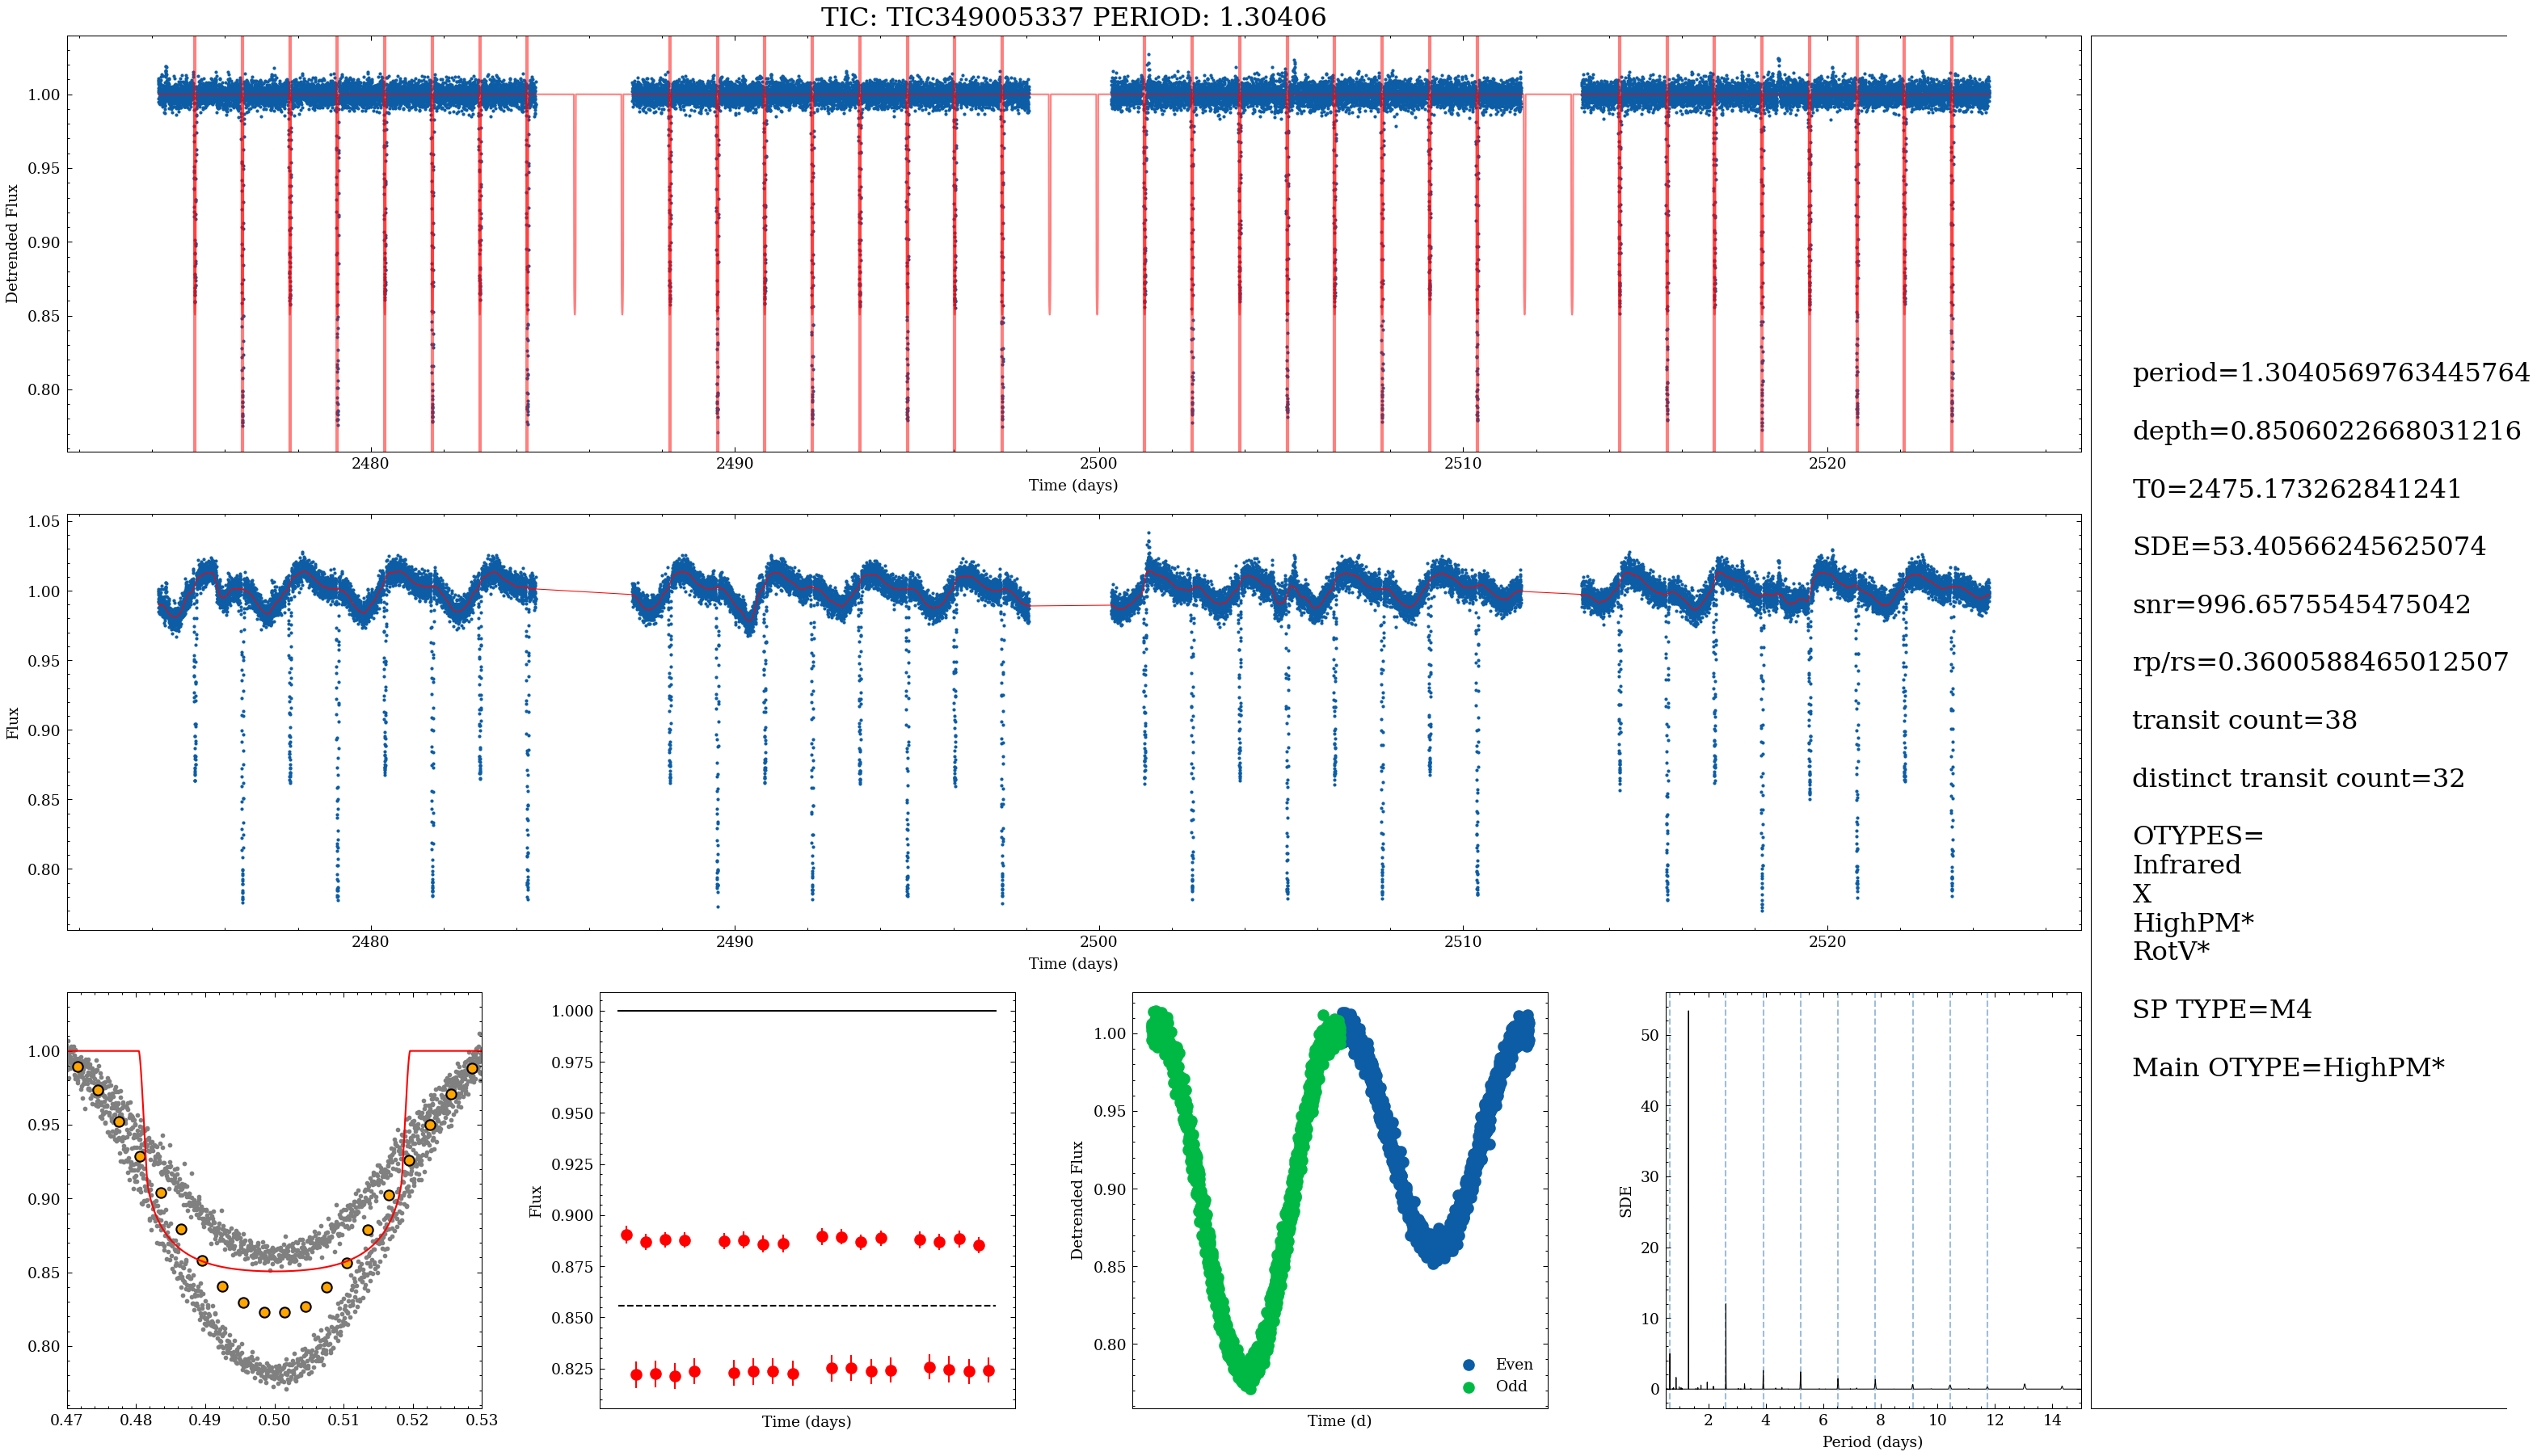 TIC: TIC349005337 PERIOD: 1.30406
1.00
0.95
0.90
0.85
0.80
Detrended Flux
2480
2490
2500
2510
2520
Time (days)
1.05
1.00
0.95
0.90
0.85
0.80
Flux
2480
2490
2500
2510
2520
Time (days)
1.00
0.95
0.90
0.85
0.80
0.47
0.48
0.49
0.50
0.51
0.52
0.53
1.000
0.975
0.950
0.925
0.900
0.875
0.850
0.825
Flux
Time (days)
1.00
0.95
0.90
0.85
0.80
Detrended Flux
Even
Odd
Time (d)
50
40
30
20
10
0
SDE
2
4
6
8
10
12
14
Period (days)
period=1.3040569763445764
depth=0.8506022668031216
T0=2475.173262841241
SDE=53.40566245625074
snr=996.6575545475042
rp/rs=0.3600588465012507
transit count=38
distinct transit count=32
OTYPES=
Infrared
X
HighPM*
RotV*
SP TYPE=M4
Main OTYPE=HighPM*